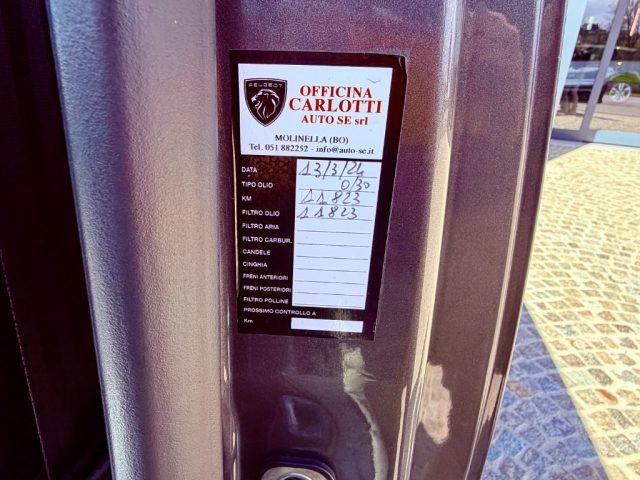 PEUGEOT
OFFICINA
CARLOTTI
AUTO SE srl
MOLINELLA (BO)
Tel. 051 882252 - info@auto-se.it
DATA 13/3/24
TIPO OLIO 0/30
KM 11823
FILTRO OLIO 11823
FILTRO ARIA
FILTRO CARBUR.
CANDELE
CINGHIA
FRENI ANTERIORI
FRENI POSTERIORI
FILTRO POLLINE
PROSSIMO CONTROLLO A
Km